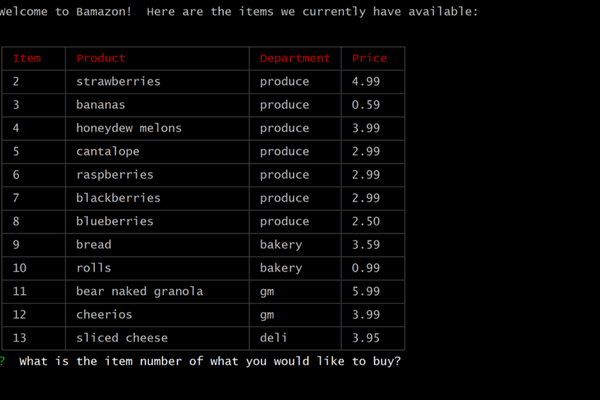 Welcome to Bamazon!  Here are the items we currently have available:
Item Product Department Price
2 strawberries produce 4.99
3 bananas produce 0.59
4 honeydew melons produce 3.99
5 cantalope produce 2.99
6 raspberries produce 2.99
7 blackberries produce 2.99
8 blueberries produce 2.50
9 bread bakery 3.59
10 rolls bakery 0.99
11 bear naked granola gm 5.99
12 cheerios gm 3.99
13 sliced cheese deli 3.95
? What is the item number of what you would like to buy?